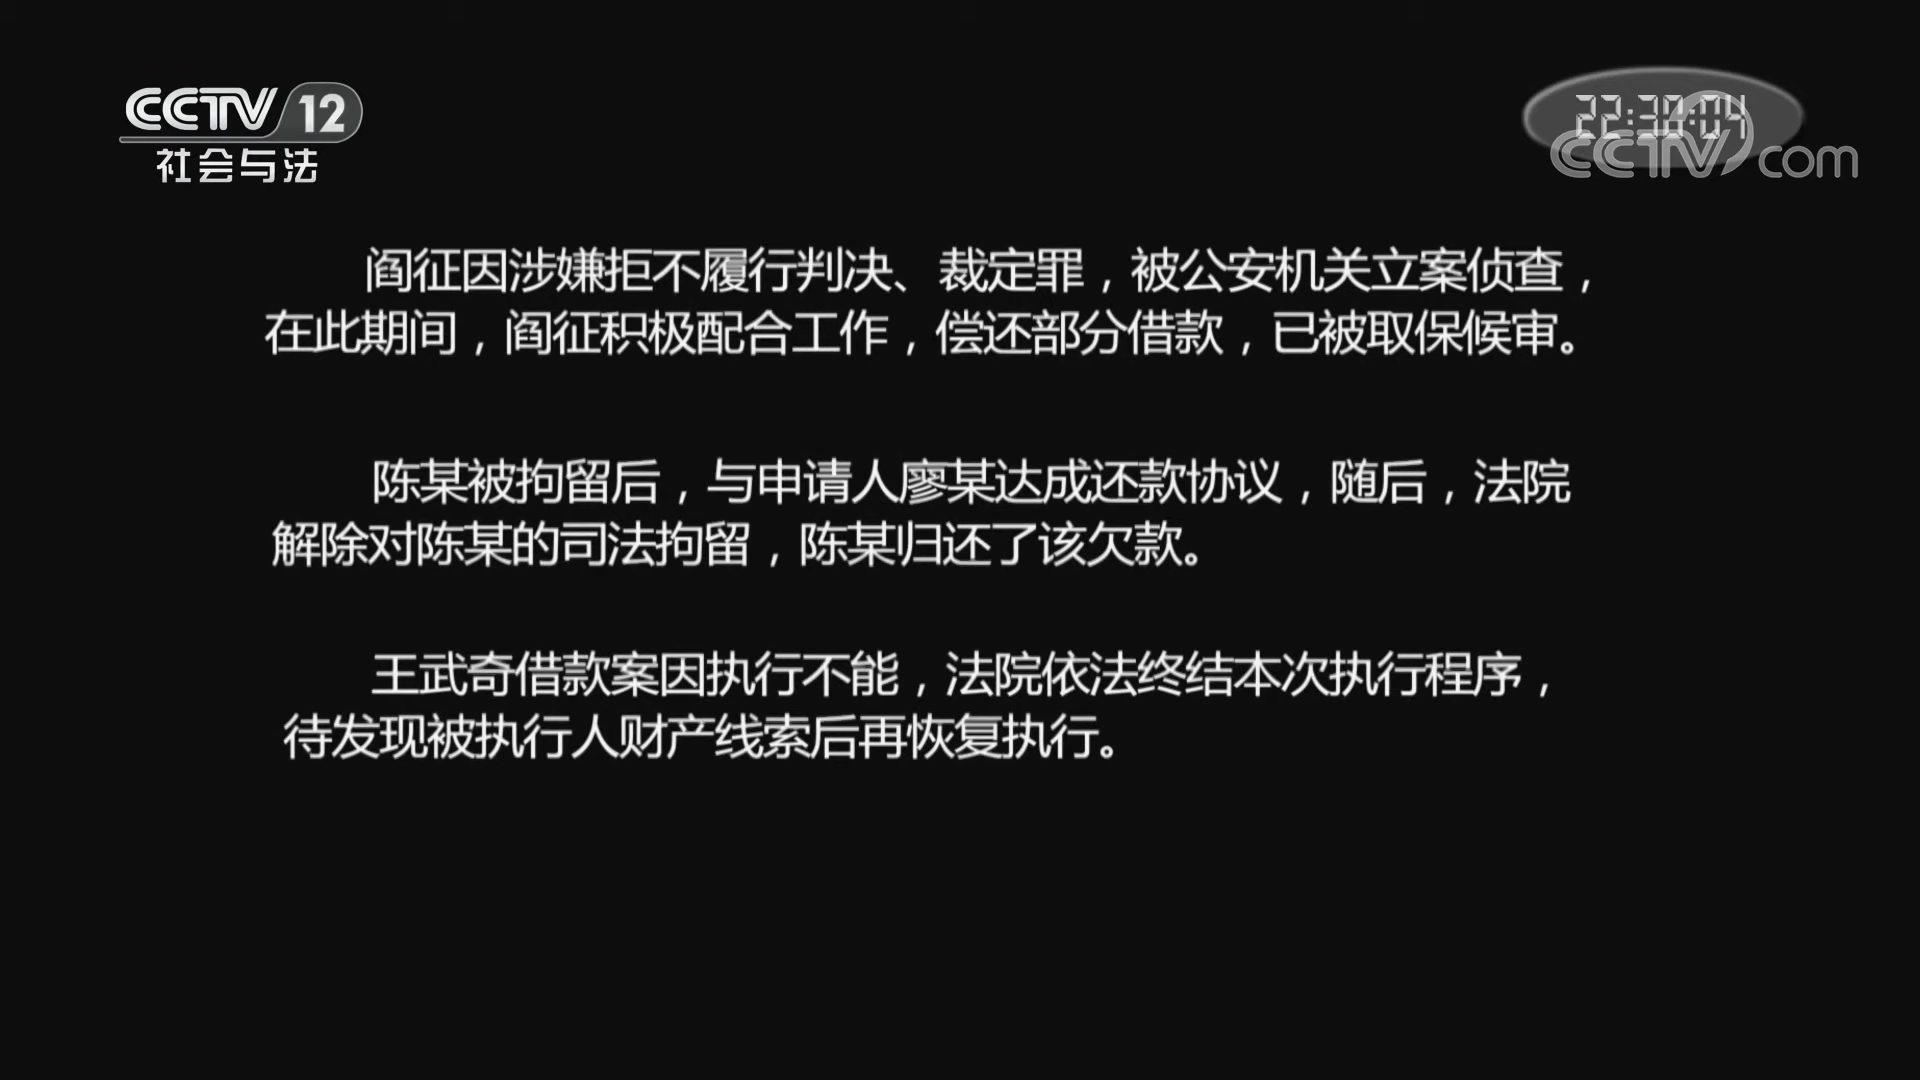 CCTV 12
社会与法
22:38:04
CCTV com
阎征因涉嫌拒不履行判决、裁定罪，被公安机关立案侦查，
在此期间，阎征积极配合工作，偿还部分借款，已被取保候审。
陈某被拘留后，与申请人廖某达成还款协议，随后，法院
解除对陈某的司法拘留，陈某归还了该欠款。
王武奇借款案因执行不能，法院依法终结本次执行程序，
待发现被执行人财产线索后再恢复执行。